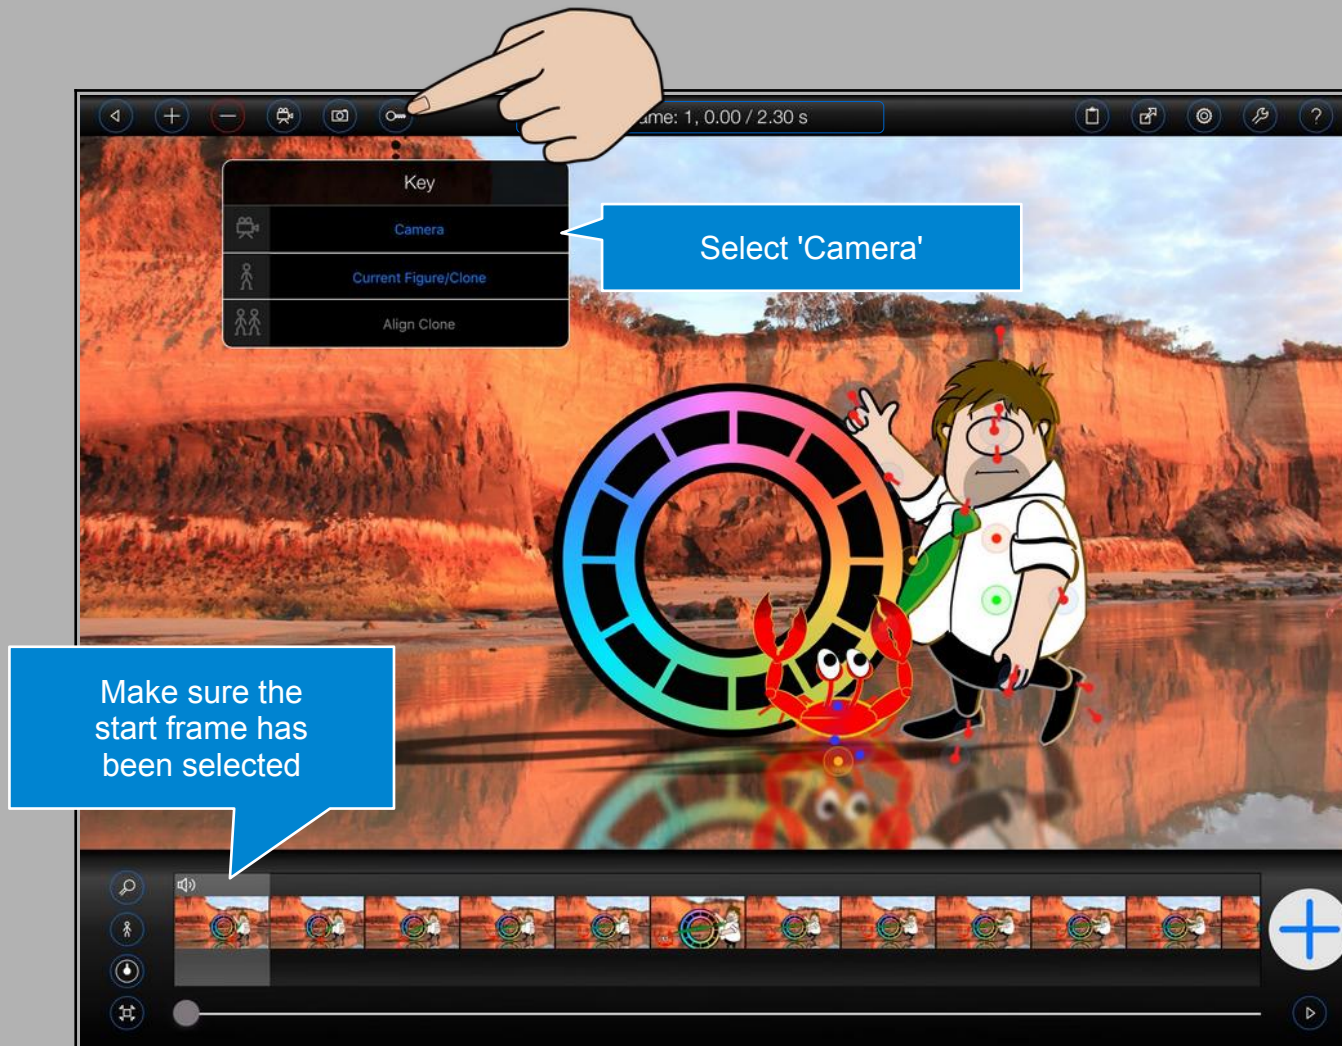 ame: 1, 0.00 / 2.30 s
?
Key
Camera
Current Figure/Clone
Align Clone
Select 'Camera'
Make sure the
start frame has
been selected